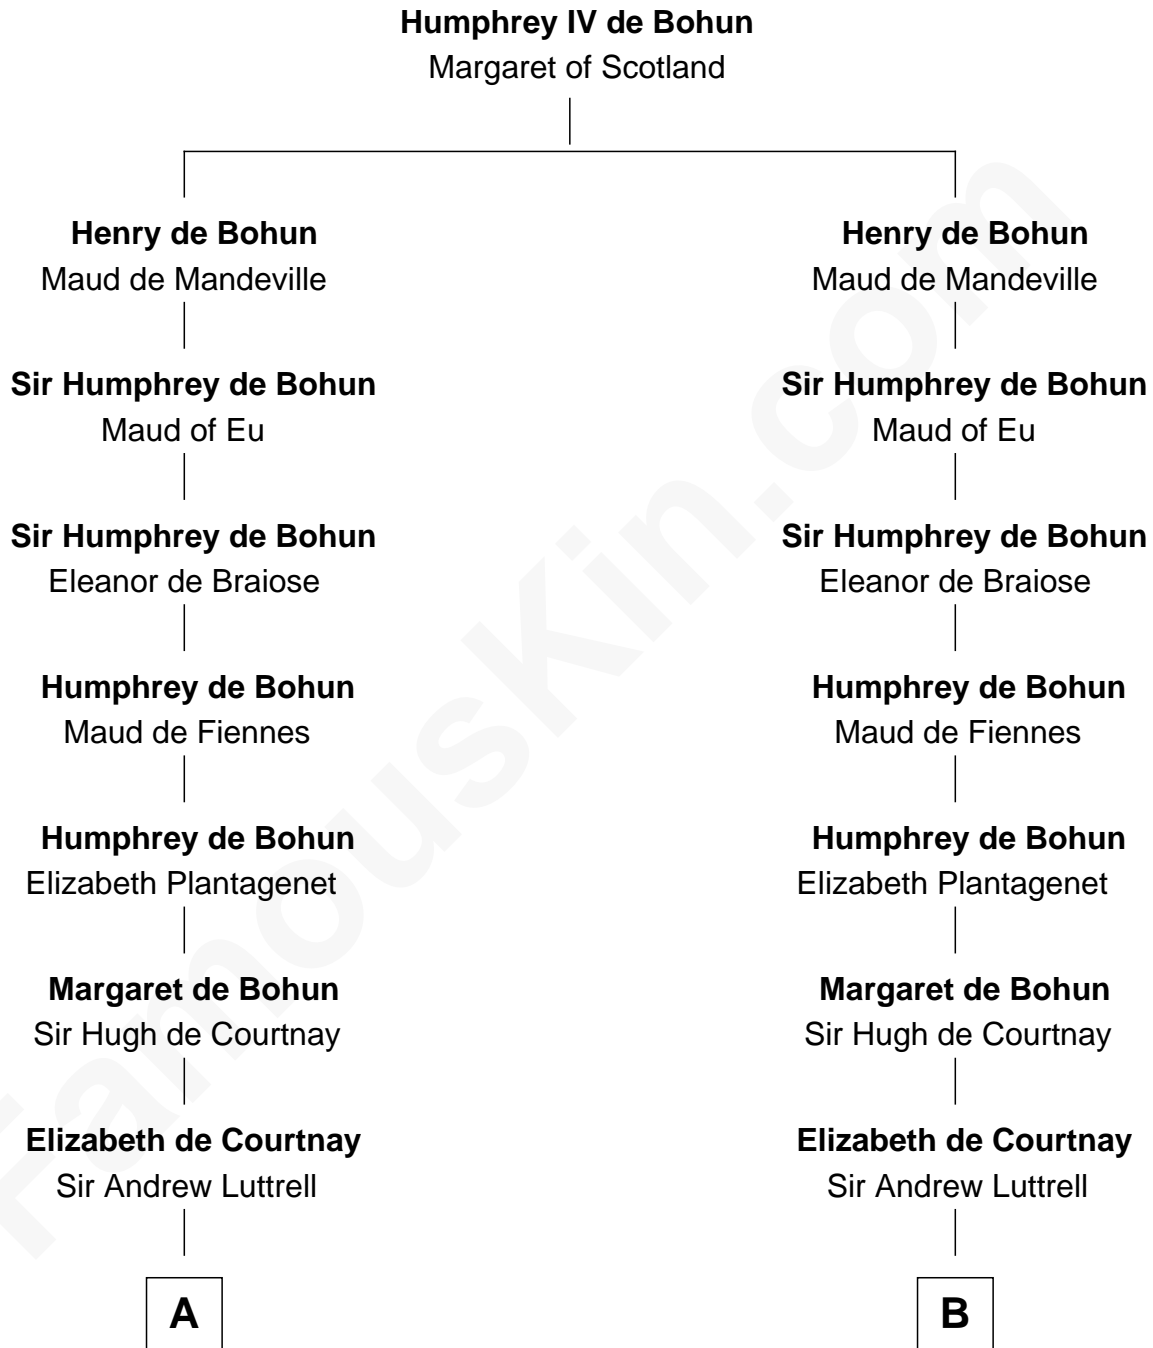 Humphrey IV de Bohun
Margaret of Scotland
Henry de Bohun
Maud de Mandeville
Henry de Bohun
Maud de Mandeville
Sir Humphrey de Bohun
Maud of Eu
Sir Humphrey de Bohun
Maud of Eu
Sir Humphrey de Bohun
Eleanor de Braiose
Sir Humphrey de Bohun
Eleanor de Braiose
Humphrey de Bohun
Maud de Fiennes
Humphrey de Bohun
Maud de Fiennes
Humphrey de Bohun
Elizabeth Plantagenet
Humphrey de Bohun
Elizabeth Plantagenet
Margaret de Bohun
Sir Hugh de Courtnay
Margaret de Bohun
Sir Hugh de Courtnay
Elizabeth de Courtnay
Sir Andrew Luttrell
Elizabeth de Courtnay
Sir Andrew Luttrell
A
B
FamousKin.com